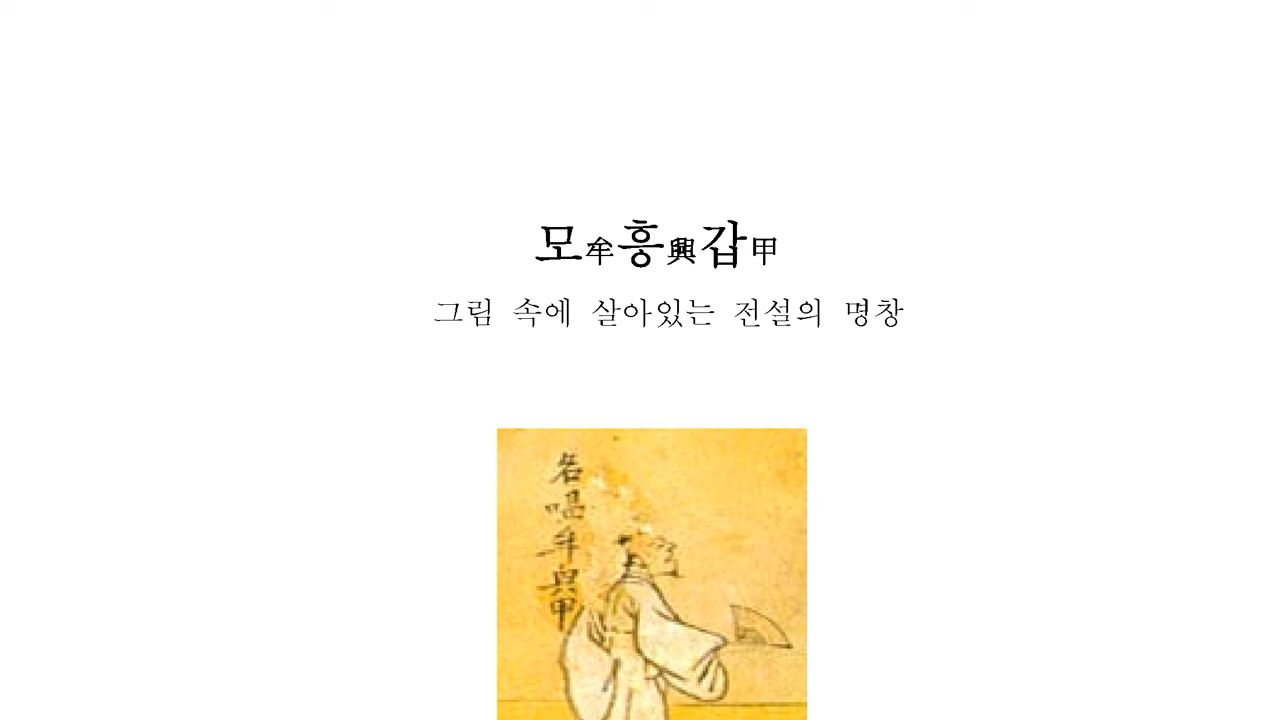 모牟흥興갑甲
그림 속에 살아있는 전설의 명창
名
唱
牟
興
甲